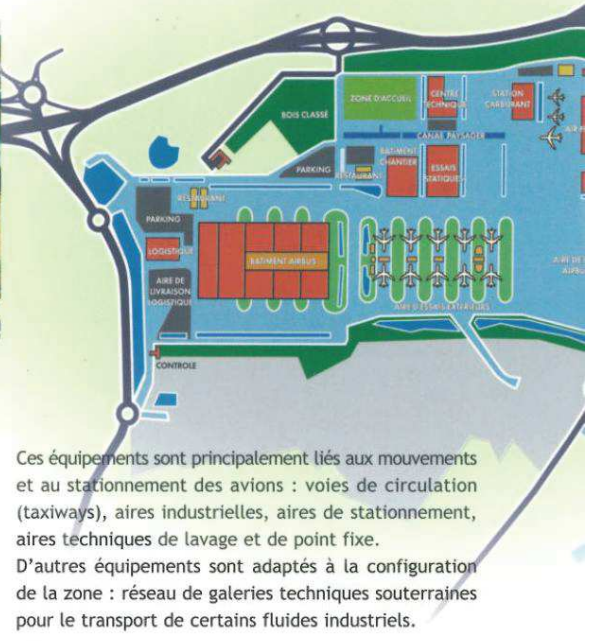 ZONE D'ACCUEIL
CENTRE
TECHNIQUE
STATION
CARBURANT
BOIS CLASSÉ
CANAL PAYSAGER
BÂTIMENT
CHANTIER
PARKING
RESTAURANT
ESSAIS
STATIQUES
RESTAURANT
PARKING
LOGISTIQUE
BATIMENT AIRBUS
AIRE DE
LIVRAISON
LOGISTIQUE
AIRE D'ESSAIS EXTERIEURS
CONTROLE
Ces équipements sont principalement liés aux mouvements
et au stationnement des avions : voies de circulation
(taxiways), aires industrielles, aires de stationnement,
aires techniques de lavage et de point fixe.
D'autres équipements sont adaptés à la configuration
de la zone : réseau de galeries techniques souterraines
pour le transport de certains fluides industriels.